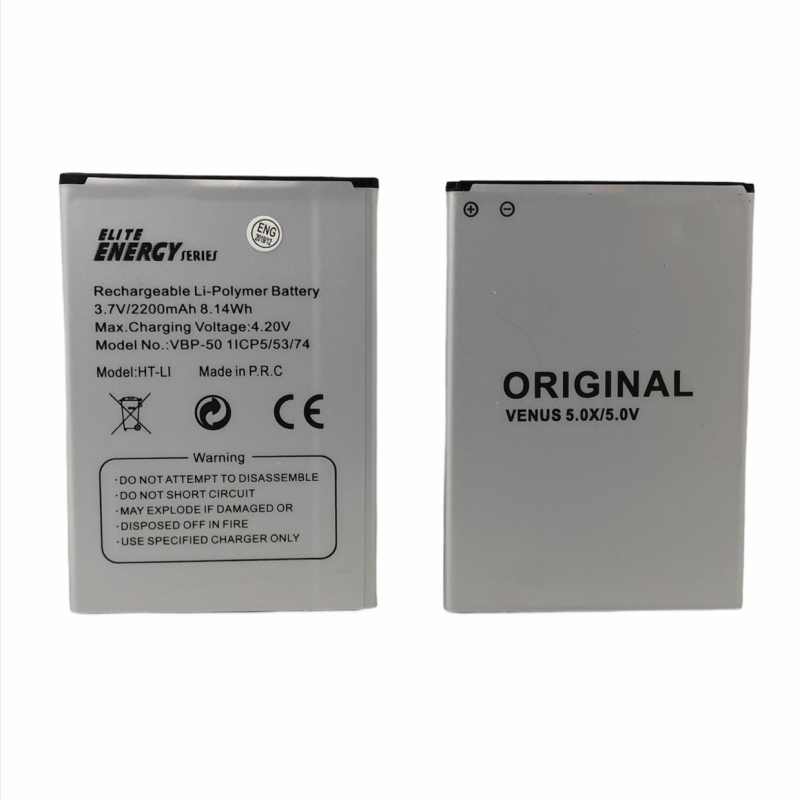 ELITE
ENERGY SERIES
ENG
2019/12
Rechargeable Li-Polymer Battery
3.7V/2200mAh 8.14Wh
Max.Charging Voltage:4.20V
Model No.:VBP-50 1ICP5/53/74
Model:HT-LI Made in P.R.C
CE
Warning
·DO NOT ATTEMPT TO DISASSEMBLE
·DO NOT SHORT CIRCUIT
·MAY EXPLODE IF DAMAGED OR
·DISPOSED OFF IN FIRE
·USE SPECIFIED CHARGER ONLY
ORIGINAL
VENUS 5.0X/5.0V